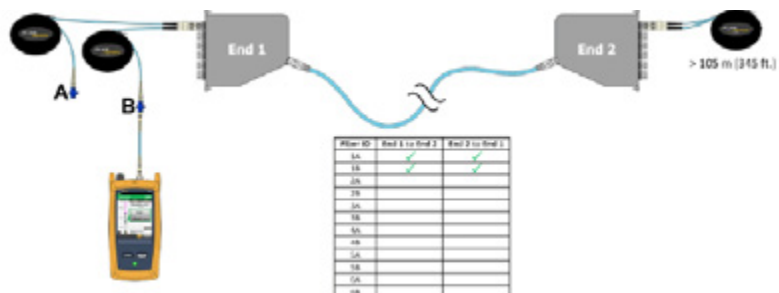 End 1
End 2
> 105 m (345 ft.)
A
B
Fiber ID End 1 to End 2 End 2 to End 1
1A ✓ ✓
1B ✓ ✓
2A
2B
3A
3B
4A
4B
5A
5B
6A
6B